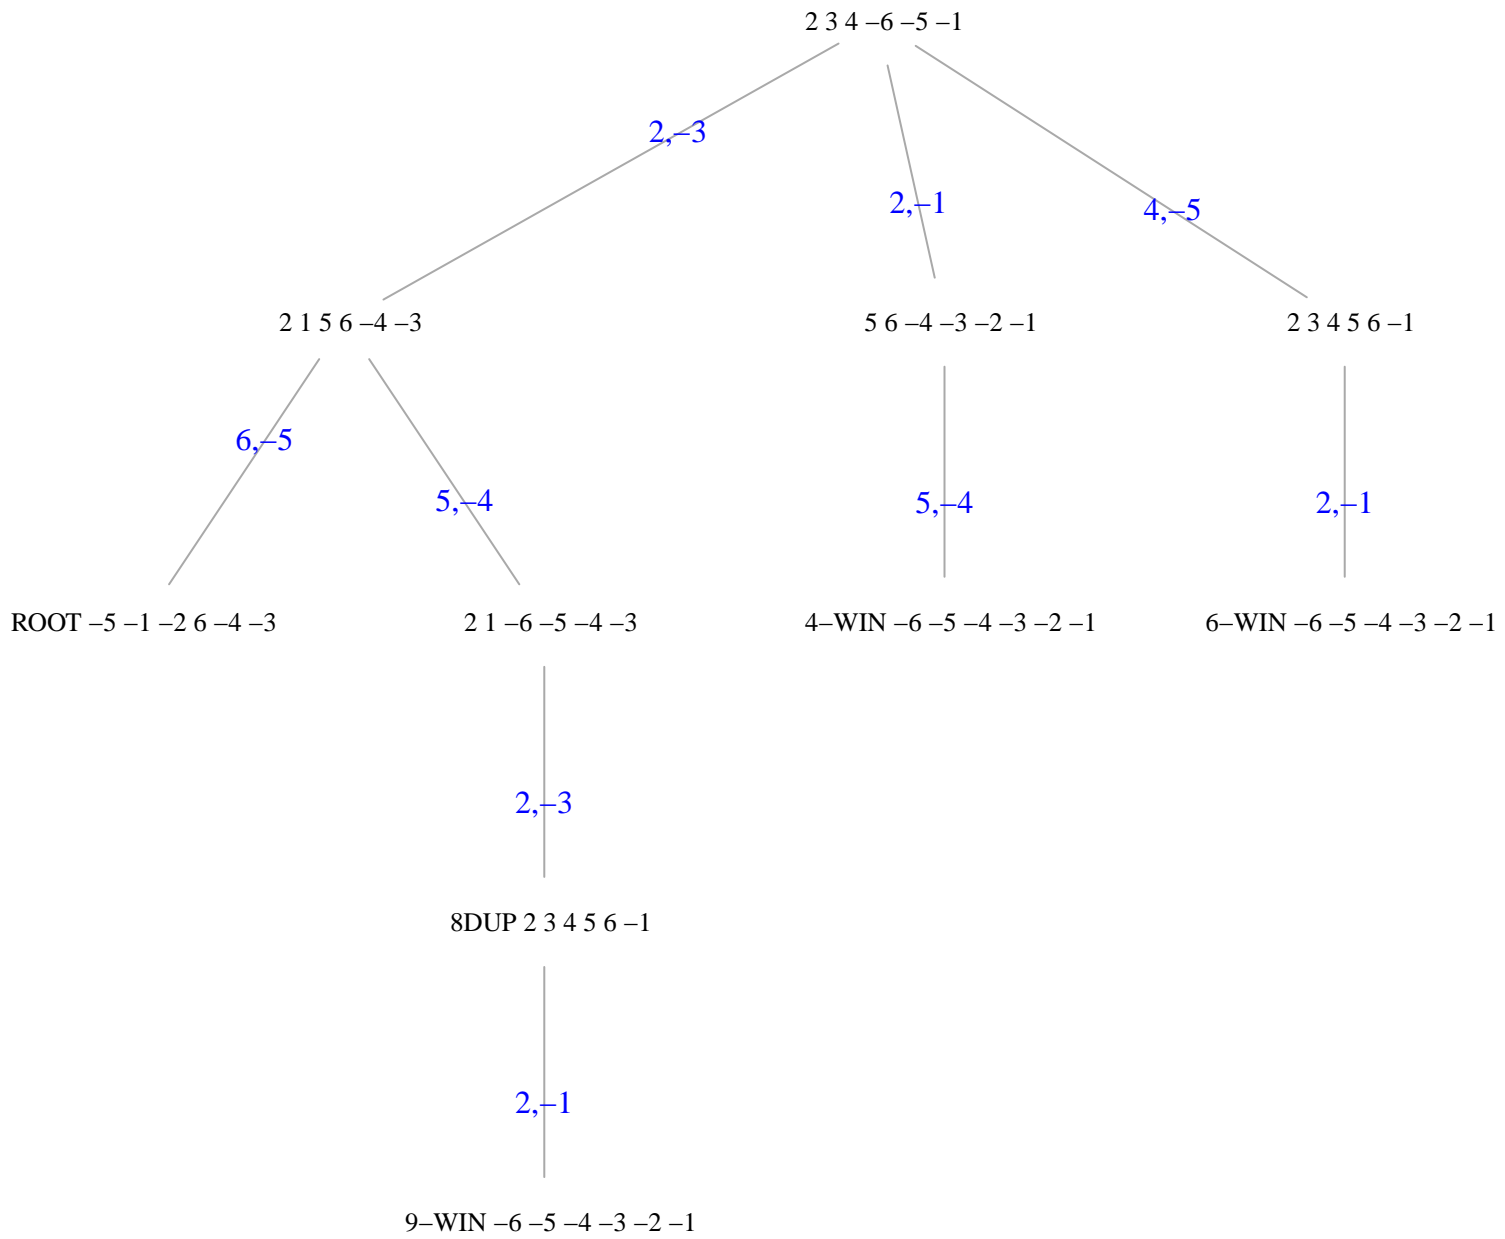 2 3 4 –6 –5 –1
2,–3
2,–1
4,–5
2 1 5 6 –4 –3
5 6 –4 –3 –2 –1
2 3 4 5 6 –1
6,–5
5,–4
5,–4
2,–1
ROOT –5 –1 –2 6 –4 –3
2 1 –6 –5 –4 –3
4–WIN –6 –5 –4 –3 –2 –1
6–WIN –6 –5 –4 –3 –2 –1
2,–3
8DUP 2 3 4 5 6 –1
2,–1
9–WIN –6 –5 –4 –3 –2 –1